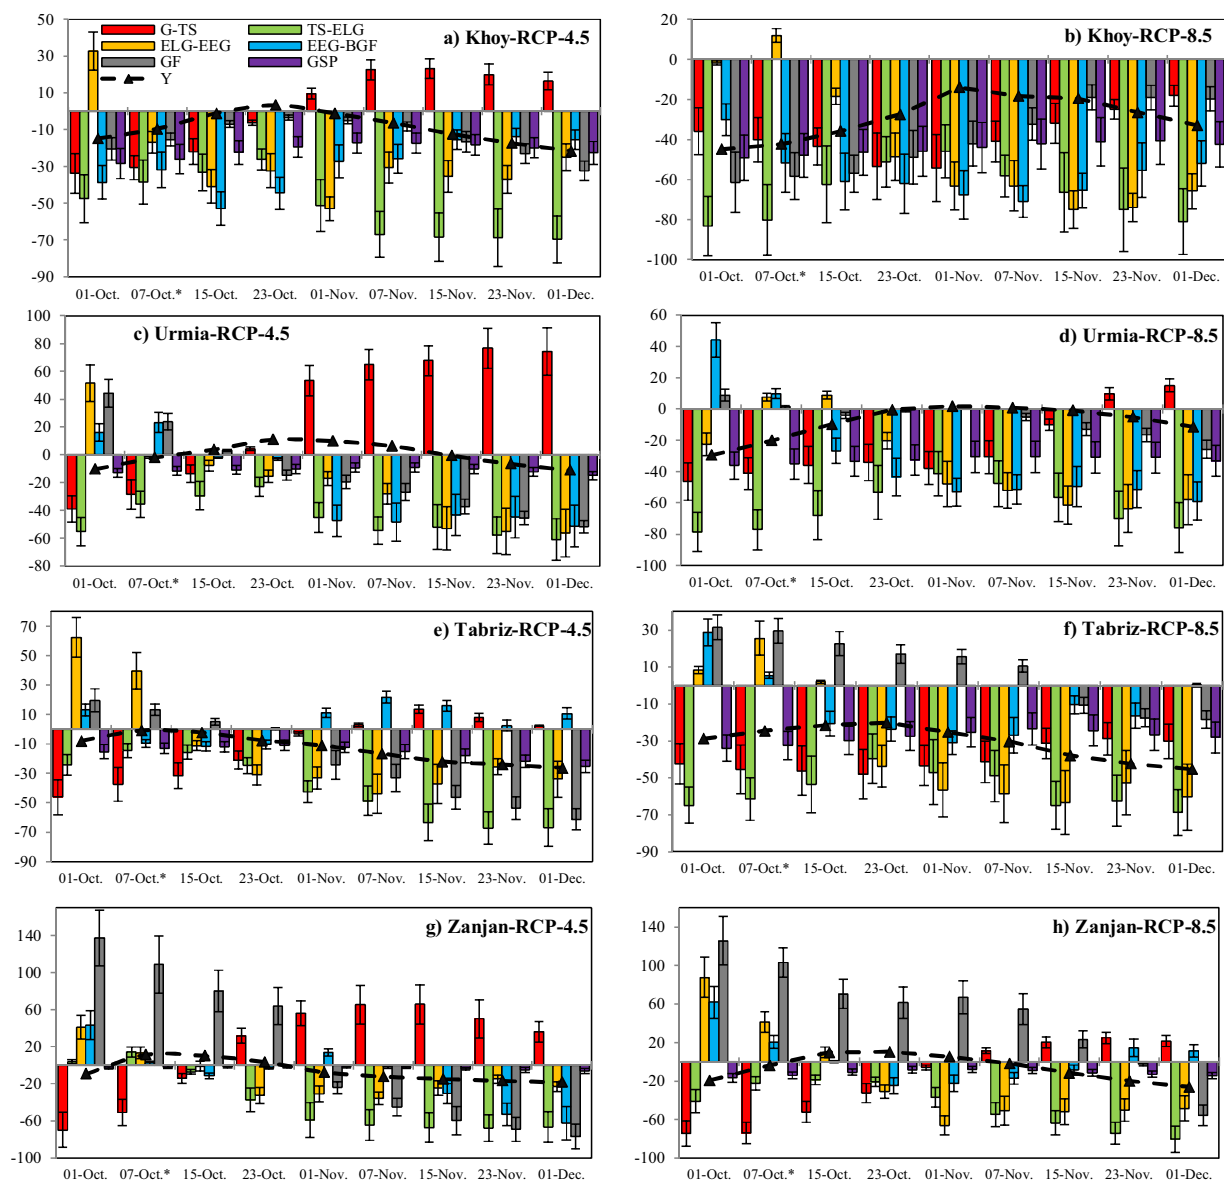 50
30
10
-10
-30
-50
-70
-90
G-TS
TS-ELG
ELG-EEG
EEG-BGF
GF
GSP
Y
a) Khoy-RCP-4.5
01-Oct. 07-Oct.* 15-Oct. 23-Oct. 01-Nov. 07-Nov. 15-Nov. 23-Nov. 01-Dec.
20
0
-20
-40
-60
-80
-100
b) Khoy-RCP-8.5
01-Oct. 07-Oct.* 15-Oct. 23-Oct. 01-Nov. 07-Nov. 15-Nov. 23-Nov. 01-Dec.
100
80
60
40
20
0
-20
-40
-60
-80
c) Urmia-RCP-4.5
01-Oct. 07-Oct.* 15-Oct. 23-Oct. 01-Nov. 07-Nov. 15-Nov. 23-Nov. 01-Dec.
60
40
20
0
-20
-40
-60
-80
-100
d) Urmia-RCP-8.5
01-Oct. 07-Oct.* 15-Oct. 23-Oct. 01-Nov. 07-Nov. 15-Nov. 23-Nov. 01-Dec.
70
50
30
10
-10
-30
-50
-70
-90
e) Tabriz-RCP-4.5
01-Oct. 07-Oct.* 15-Oct. 23-Oct. 01-Nov. 07-Nov. 15-Nov. 23-Nov. 01-Dec.
30
10
-10
-30
-50
-70
-90
f) Tabriz-RCP-8.5
01-Oct. 07-Oct.* 15-Oct. 23-Oct. 01-Nov. 07-Nov. 15-Nov. 23-Nov. 01-Dec.
140
100
60
20
-20
-60
-100
g) Zanjan-RCP-4.5
01-Oct. 07-Oct.* 15-Oct. 23-Oct. 01-Nov. 07-Nov. 15-Nov. 23-Nov. 01-Dec.
140
100
60
20
-20
-60
-100
h) Zanjan-RCP-8.5
01-Oct. 07-Oct.* 15-Oct. 23-Oct. 01-Nov. 07-Nov. 15-Nov. 23-Nov. 01-Dec.